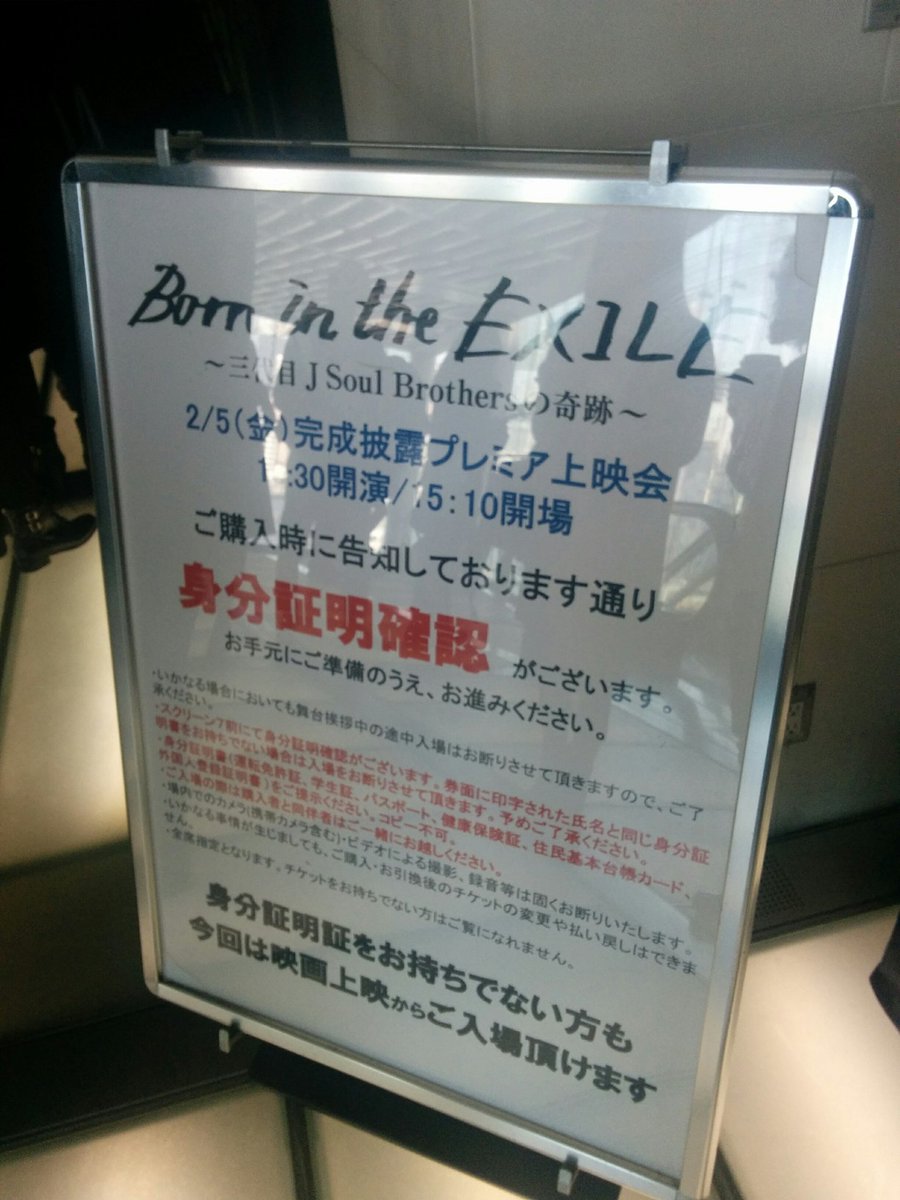 Born in the EXILE
～三代目 J Soul Brothersの奇跡～
2/5(金)完成披露プレミア上映会
:30開演/15:10開場
ご購入時に告知しております通り
身分証明確認 がございます。
お手元にご準備のうえ、お進みください。
・いかなる場合においても舞台挨拶中の途中入場はお断りさせて頂きますので、ご了
承ください。
・スクリーン7前にて身分証明確認がございます。券面に印字された氏名と同じ身分証
明書をお持ちでない場合は入場をお断りさせて頂きます。予めご了承ください。
・身分証明書(運転免許証、学生証、パスポート、健康保険証、住民基本台帳カード、
外国人登録証明書)をご提示ください。コピー不可。
・ご入場の際は購入者と同伴者はご一緒にお越しください。
・場内でのカメラ(携帯カメラ含む)・ビデオによる撮影、録音等は固くお断りいたします。
・いかなる事情が生じましても、ご購入・お引換後のチケットの変更や払い戻しはできま
せん。
・全席指定となります。チケットをお持ちでない方はご覧になれません。
身分証明証をお持ちでない方も
今回は映画上映からご入場頂けます